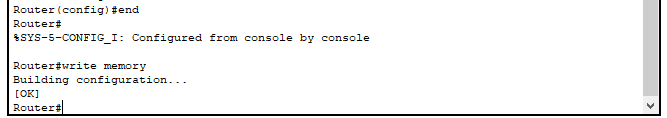 Router(config)#end
Router#
%SYS-5-CONFIG_I: Configured from console by console
Router#write memory
Building configuration...
[OK]
Router#